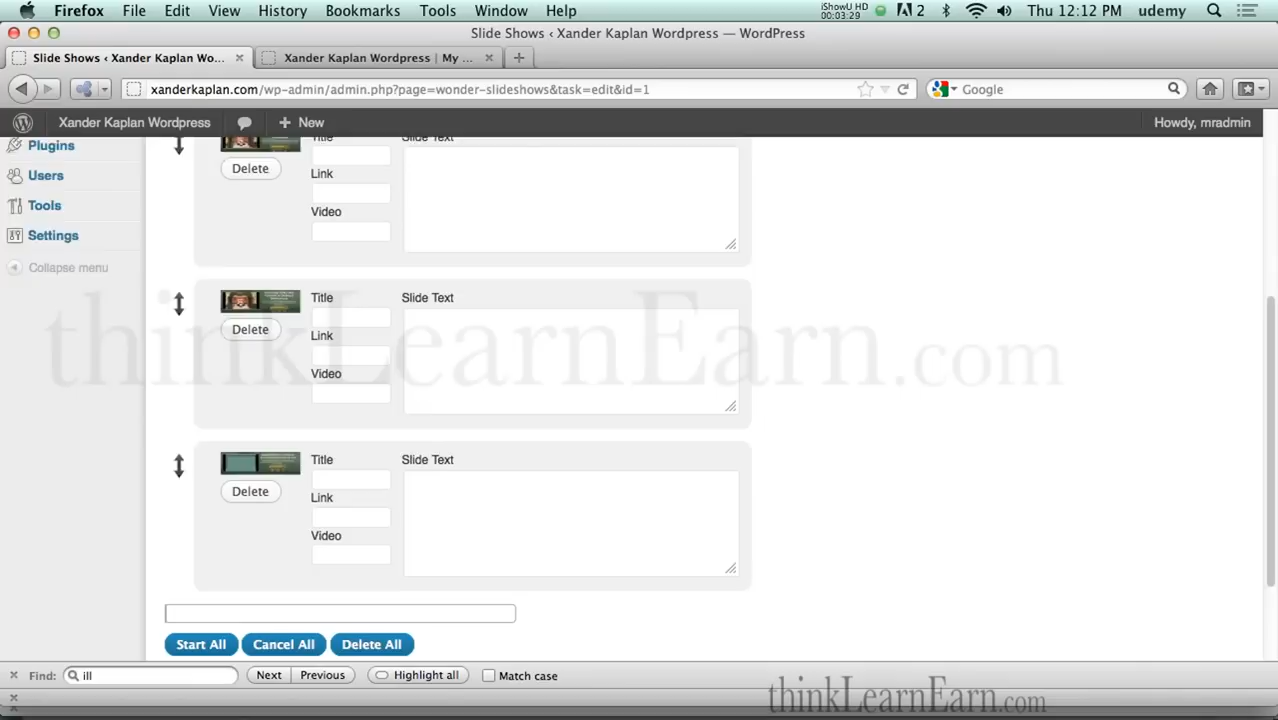 Firefox File Edit View History Bookmarks Tools Window Help iShowU HD 00:03:29 2 Thu 12:12 PM udemy
Slide Shows ‹ Xander Kaplan Wordpress — WordPress
Slide Shows ‹ Xander Kaplan Wo... Xander Kaplan Wordpress | My ...
xanderkaplan.com/wp-admin/admin.php?page=wonder-slideshows&task=edit&id=1 Google
Xander Kaplan Wordpress + New Howdy, mradmin
Plugins
Users
Tools
Settings
Collapse menu
Title Slide Text
Delete
Link
Video
Title Slide Text
Delete
Link
Video
thinkLearnEarn.com
Title Slide Text
Delete
Link
Video
Start All Cancel All Delete All
Find: ill Next Previous Highlight all Match case
thinkLearnEarn.com